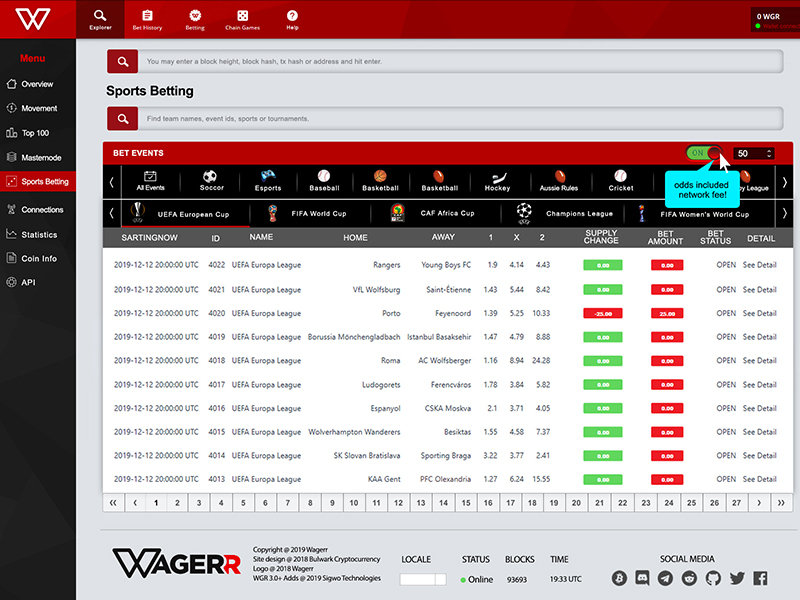 Explorer
Bet History
Betting
Chain Games
Help
0 WGR
Menu
Overview
Movement
Top 100
Masternode
Sports Betting
Connections
Statistics
Coin Info
API
You may enter a block height, block hash, tx hash or address and hit enter.
Sports Betting
Find team names, event ids, sports or tournaments.
BET EVENTS
ON
50
odds included
network fee!
All Events
Soccer
Esports
Baseball
Basketball
Basketball
Hockey
Aussie Rules
Cricket
by League
UEFA European Cup
FIFA World Cup
CAF Africa Cup
Champions League
FIFA Women's World Cup
SARTINGNOW ID NAME HOME AWAY 1 X 2 SUPPLY CHANGE BET AMOUNT BET STATUS DETAIL
2019-12-12 20:00:00 UTC 4022 UEFA Europa League Rangers Young Boys FC 1.9 4.14 4.43 0.00 0.00 OPEN See Detail
2019-12-12 20:00:00 UTC 4021 UEFA Europa League VfL Wolfsburg Saint-Étienne 1.43 5.44 8.42 0.00 0.00 OPEN See Detail
2019-12-12 20:00:00 UTC 4020 UEFA Europa League Porto Feyenoord 1.39 5.25 10.33 -25.00 25.00 OPEN See Detail
2019-12-12 20:00:00 UTC 4019 UEFA Europa League Borussia Mönchengladbach Istanbul Basaksehir 1.47 4.79 8.88 0.00 0.00 OPEN See Detail
2019-12-12 20:00:00 UTC 4018 UEFA Europa League Roma AC Wolfsberger 1.16 8.94 24.28 0.00 0.00 OPEN See Detail
2019-12-12 20:00:00 UTC 4017 UEFA Europa League Ludogorets Ferencváros 1.78 3.84 5.82 0.00 0.00 OPEN See Detail
2019-12-12 20:00:00 UTC 4016 UEFA Europa League Espanyol CSKA Moskva 2.1 3.71 4.05 0.00 0.00 OPEN See Detail
2019-12-12 20:00:00 UTC 4015 UEFA Europa League Wolverhampton Wanderers Besiktas 1.55 4.58 7.37 0.00 0.00 OPEN See Detail
2019-12-12 20:00:00 UTC 4014 UEFA Europa League SK Slovan Bratislava Sporting Braga 3.22 3.77 2.41 0.00 0.00 OPEN See Detail
2019-12-12 20:00:00 UTC 4013 UEFA Europa League KAA Gent PFC Olexandria 1.27 6.24 15.55 0.00 0.00 OPEN See Detail
1 2 3 4 5 6 7 8 9 10 11 12 13 14 15 16 17 18 19 20 21 22 23 24 25 26 27
WAGERR
Copyright @ 2019 Wagerr
Site design @ 2018 Bulwark Cryptocurrency
Logo @ 2018 Wagerr
WGR 3.0+ Adds @ 2019 Sigwo Technologies
LOCALE
STATUS
Online
BLOCKS
93693
TIME
19:33 UTC
SOCIAL MEDIA